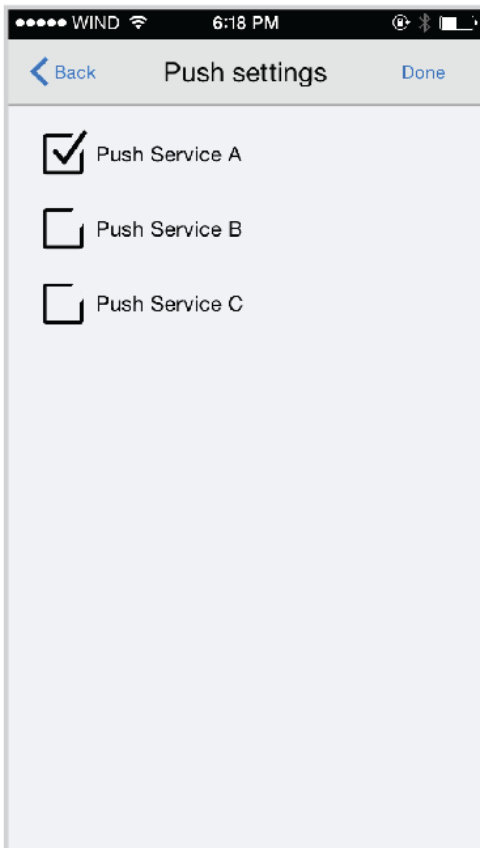 WIND 6:18 PM
Back Push settings Done
Push Service A
Push Service B
Push Service C